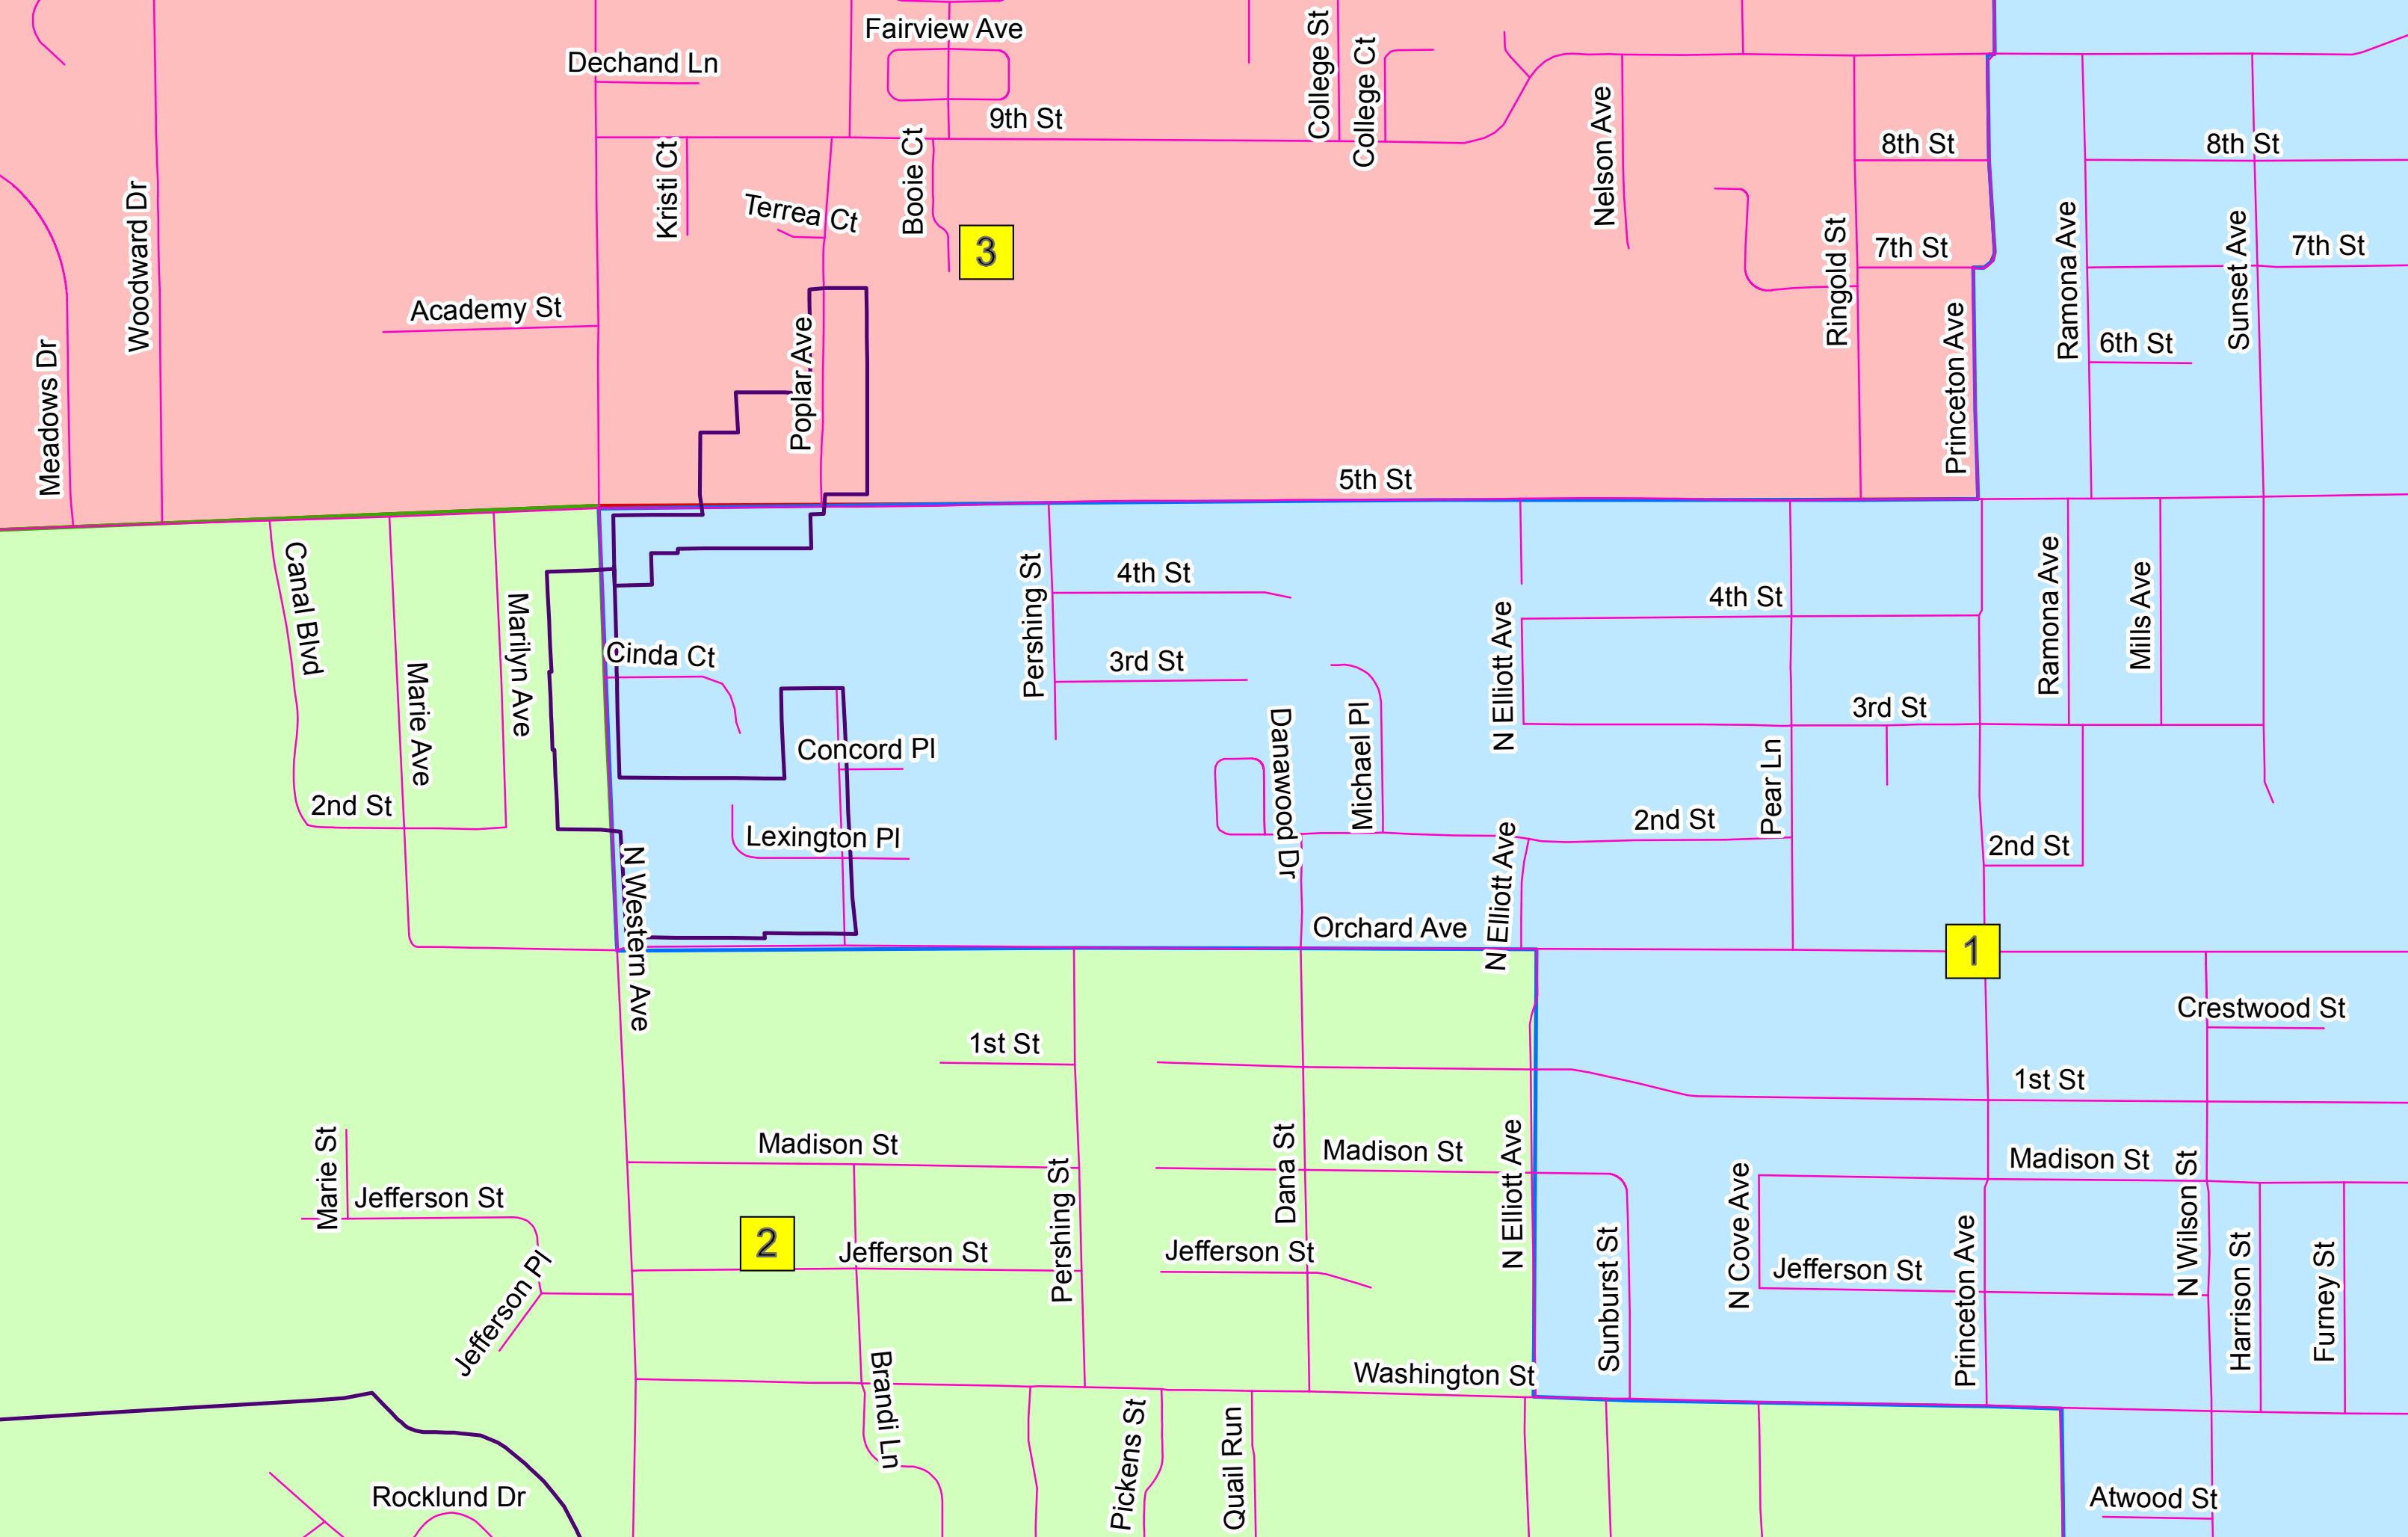 Fairview Ave
College St
College Ct
Dechand Ln
9th St
Nelson Ave
Kristi Ct
Booie Ct
8th St
8th St
Woodward Dr
Terrea Ct
3
Ringold St
7th St
Ramona Ave
Sunset Ave
7th St
Academy St
Poplar Ave
Princeton Ave
6th St
Meadows Dr
5th St
Canal Blvd
Marie Ave
Marilyn Ave
Cinda Ct
Pershing St
4th St
3rd St
N Elliott Ave
4th St
Ramona Ave
Mills Ave
3rd St
Concord Pl
Danawood Dr
Michael Pl
Pear Ln
2nd St
Lexington Pl
2nd St
2nd St
N Western Ave
N Elliott Ave
Orchard Ave
1
Crestwood St
1st St
1st St
Marie St
Jefferson St
Madison St
Pershing St
Dana St
Madison St
N Elliott Ave
Madison St
N Wilson St
N Cove Ave
2
Jefferson St
Jefferson St
Sunburst St
Jefferson St
Princeton Ave
Harrison St
Furney St
Jefferson Pl
Brandi Ln
Washington St
Pickens St
Quail Run
Rocklund Dr
Atwood St